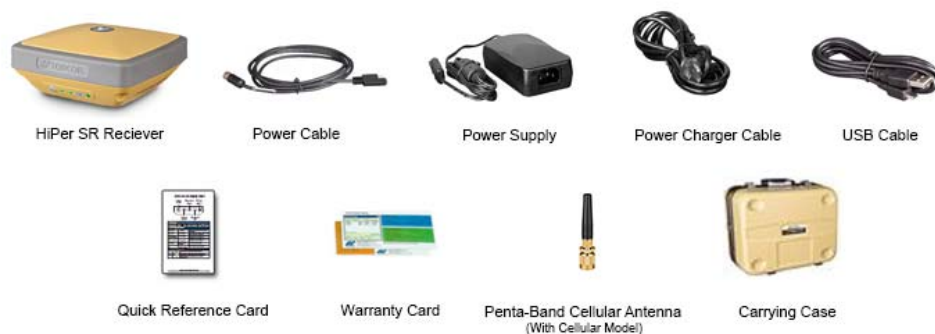 TOPCON
HiPer SR Reciever
Power Cable
Power Supply
Power Charger Cable
USB Cable
Quick Reference Card
Warranty Card
Penta-Band Cellular Antenna
(With Cellular Model)
Carrying Case